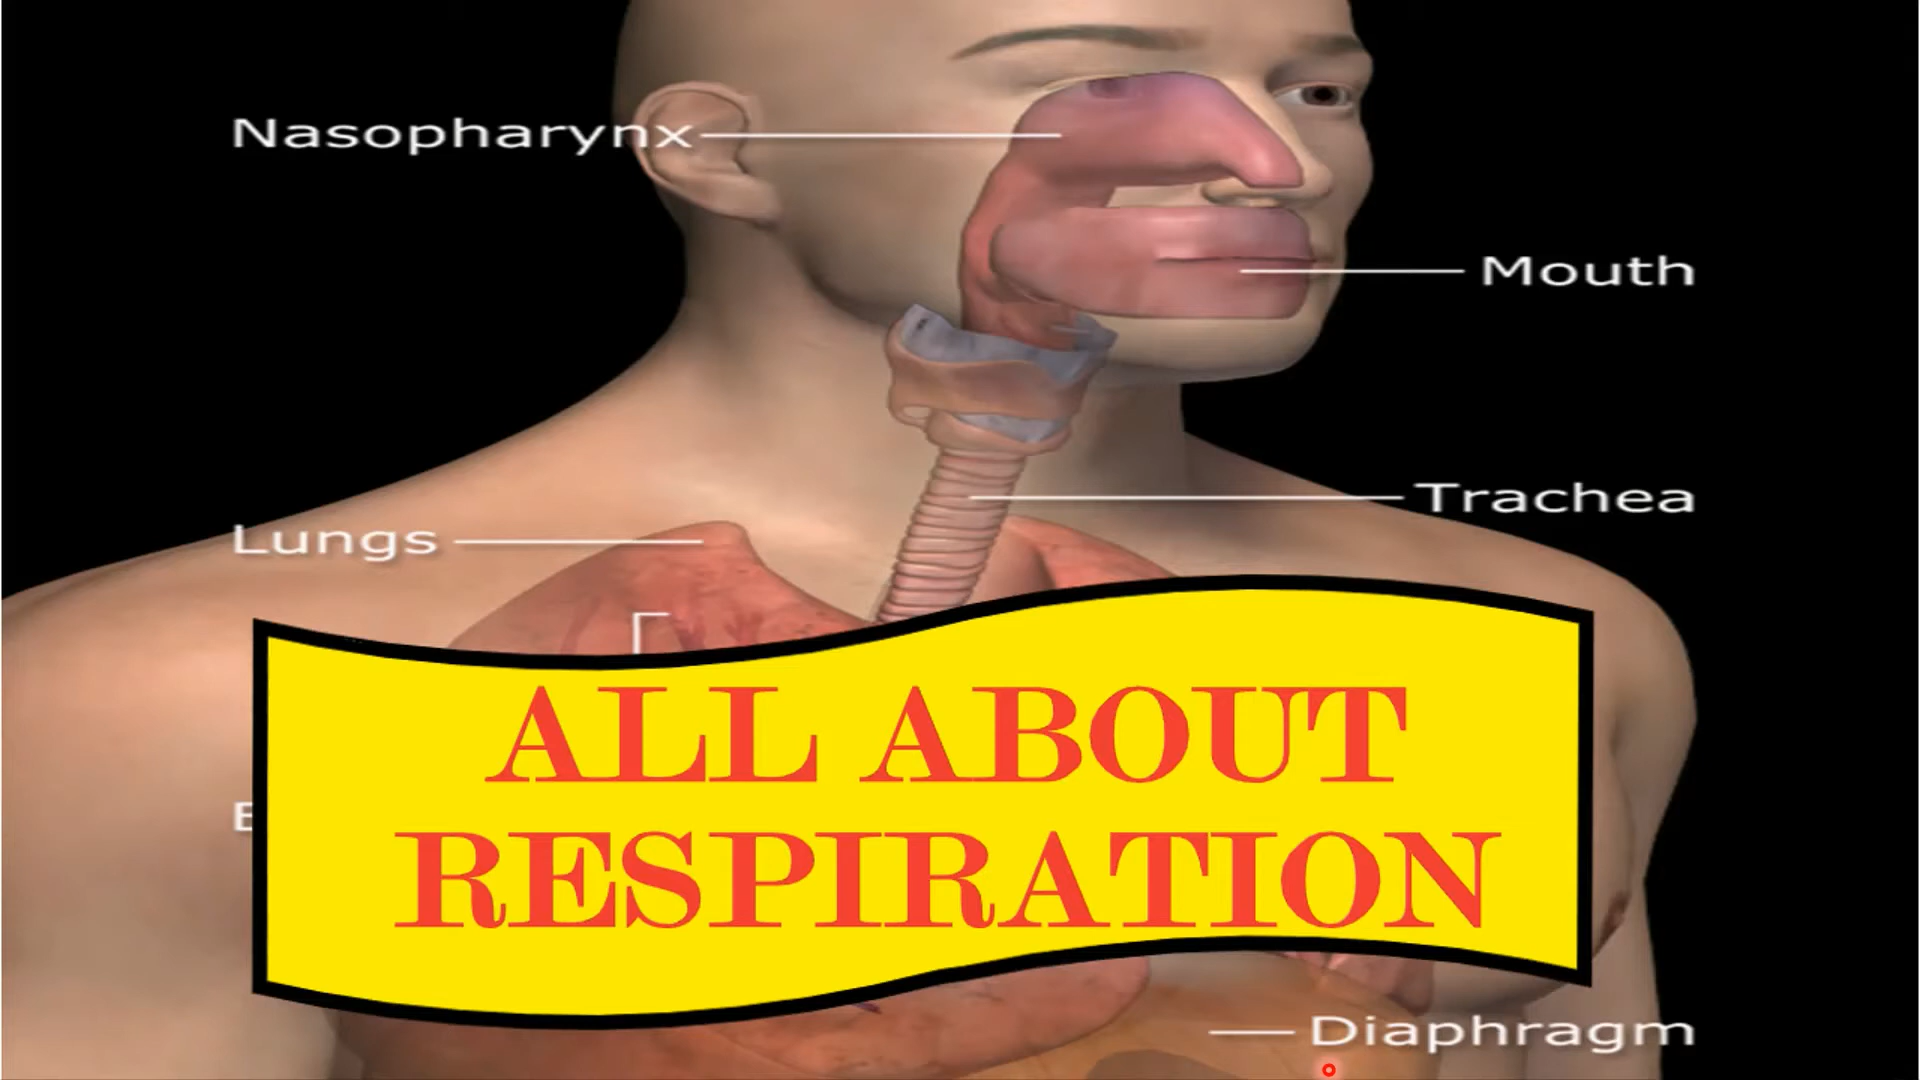 Nasopharynx
Mouth
Trachea
Lungs
ALL ABOUT
RESPIRATION
Diaphragm